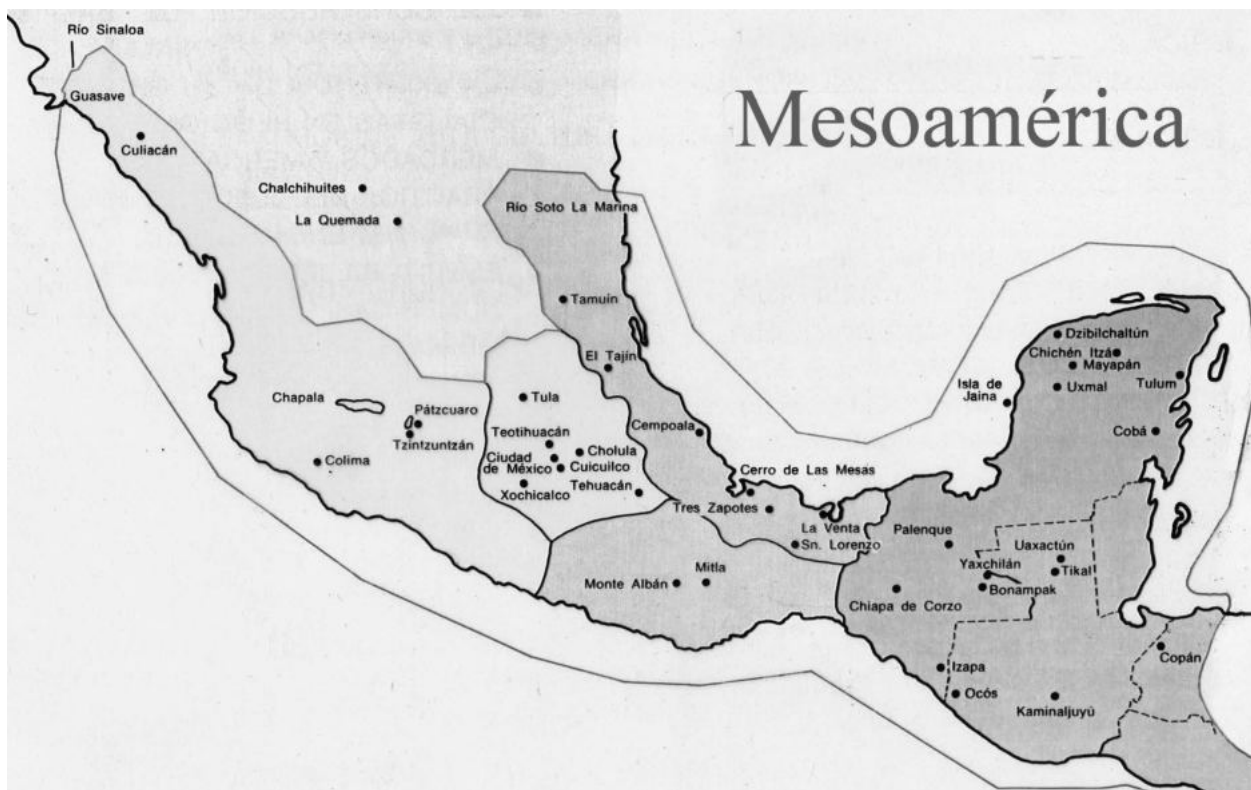 Mesoamérica
Río Sinaloa
Guasave
Culiacán
Chalchihuites
La Quemada
Río Soto La Marina
Tamuín
El Tajín
Dzibilchaltún
Chichén Itzá
Mayapán
Isla de
Jaina
Uxmal
Tulum
Cobá
Chapala
Pátzcuaro
Tzintzuntzán
Colima
Tula
Teotihuacán
Ciudad
de México
Cholula
Cuicuilco
Xochicalco
Tehuacán
Cempoala
Cerro de Las Mesas
Tres Zapotes
La Venta
Sn. Lorenzo
Palenque
Uaxactún
Yaxchilán
Tikal
Bonampak
Monte Albán
Mitla
Chiapa de Corzo
Izapa
Ocós
Kaminaljuyú
Copán